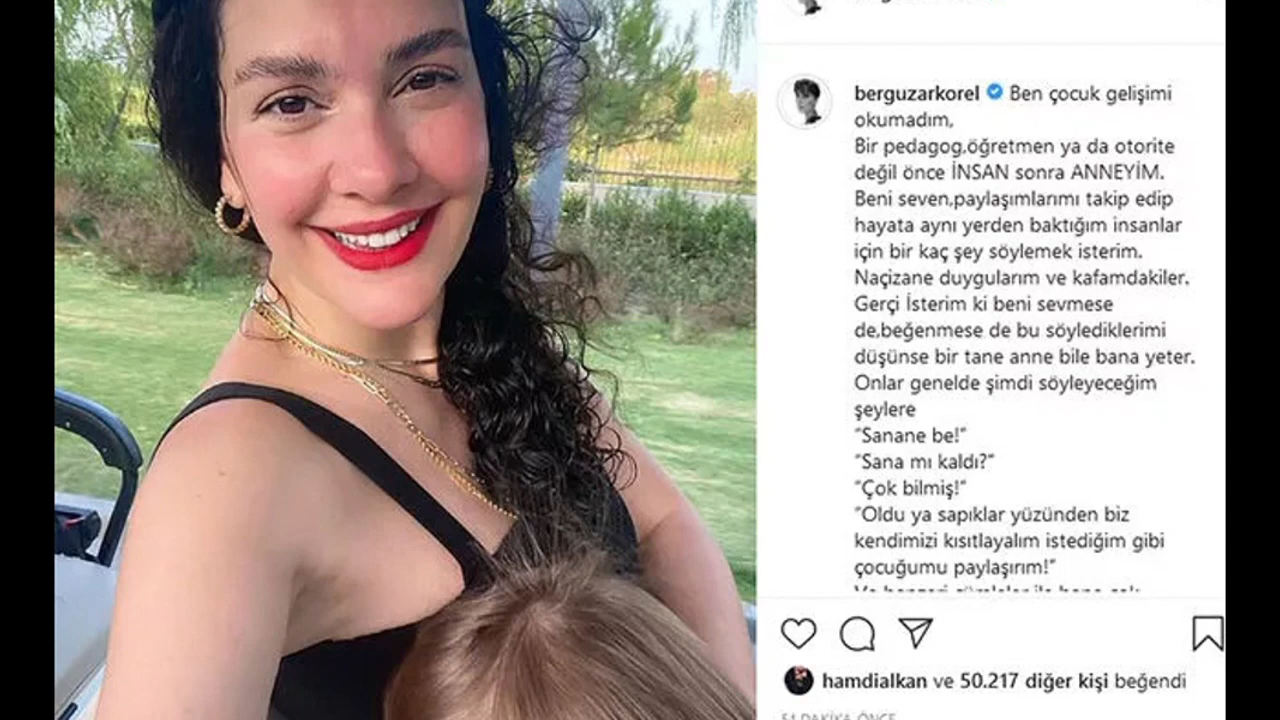 berguzarkorel Ben çocuk gelişimi
okumadım,
Bir pedagog,öğretmen ya da otorite
değil önce İNSAN sonra ANNEYİM.
Beni seven,paylaşımlarımı takip edip
hayata aynı yerden baktığım insanlar
için bir kaç şey söylemek isterim.
Naçizane duygularım ve kafamdakiler.
Gerçi İsterim ki beni sevmese
de,beğenmese de bu söylediklerimi
düşünse bir tane anne bile bana yeter.
Onlar genelde şimdi söyleyeceğim
şeylere
"Sanane be!"
"Sana mı kaldı?"
"Çok bilmiş!"
"Oldu ya sapıklar yüzünden biz
kendimizi kısıtlayalım istediğim gibi
çocuğumu paylaşırım!"
hamdialkan ve 50.217 diğer kişi beğendi
51 DAKİKA ÖNCE